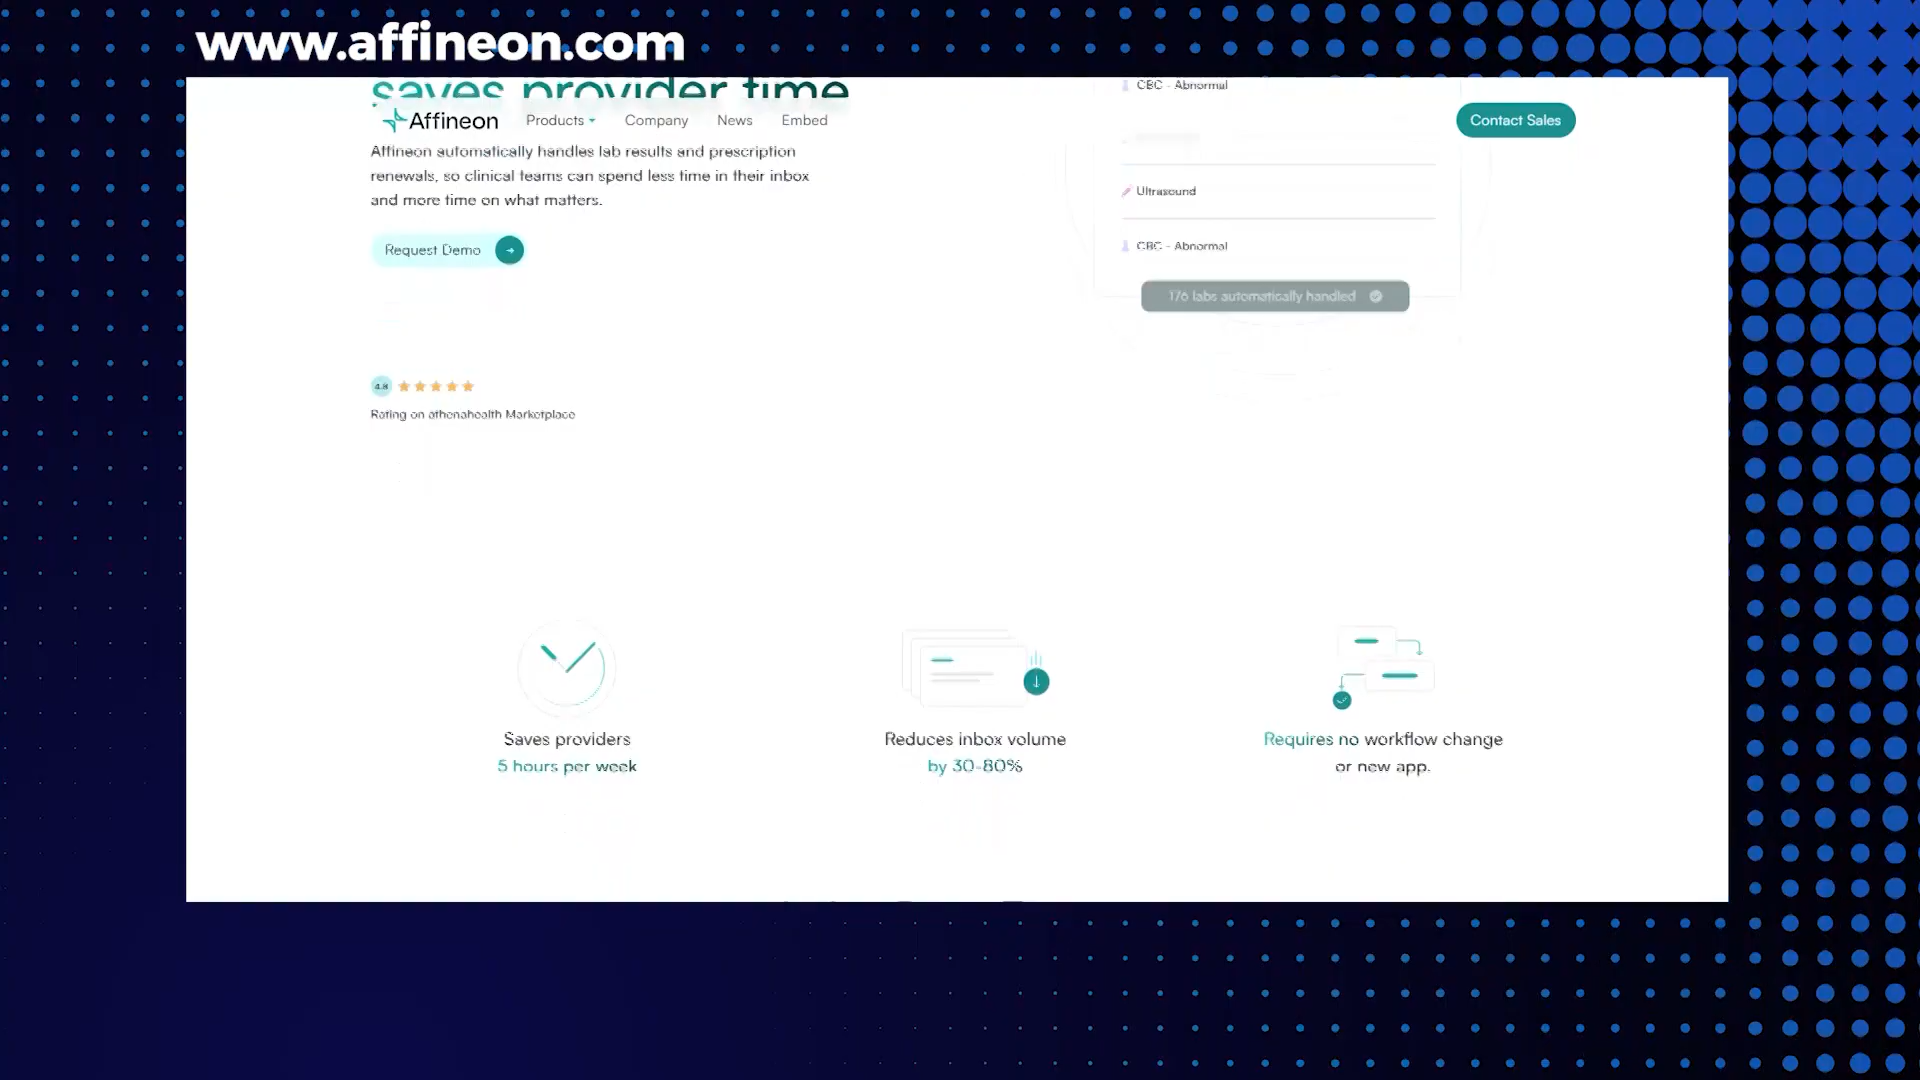 www.affineon.com
saves provider time
Affineon
Products
Company
News
Embed
Contact Sales
Affineon automatically handles lab results and prescription
renewals, so clinical teams can spend less time in their inbox
and more time on what matters.
Request Demo
4.8
Rating on athenahealth Marketplace
CBC - Abnormal
Ultrasound
CBC - Abnormal
176 labs automatically handled
Saves providers
5 hours per week
Reduces inbox volume
by 30-80%
Requires no workflow change
or new app.